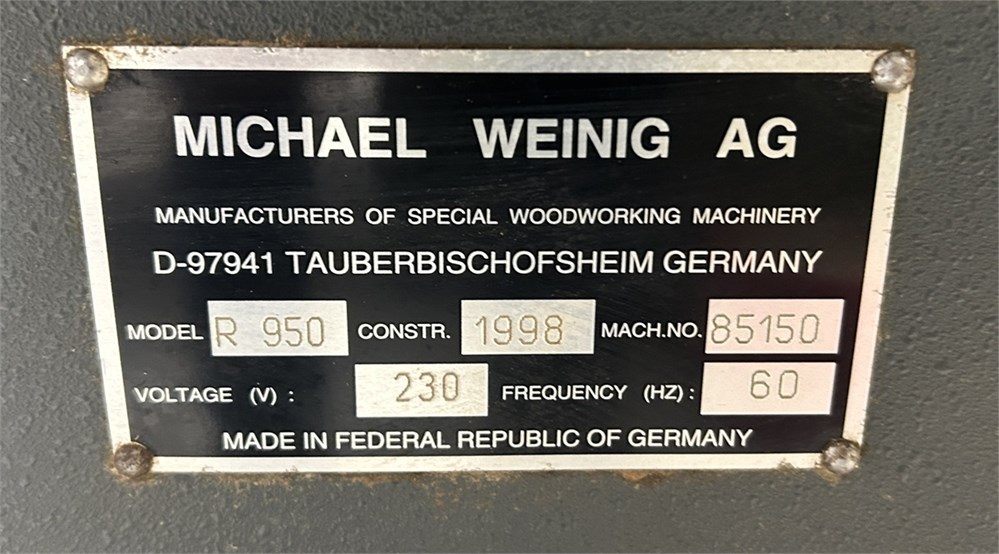 MICHAEL WEINIG AG
MANUFACTURERS OF SPECIAL WOODWORKING MACHINERY
D-97941 TAUBERBISCHOFSHEIM GERMANY
MODEL R 950 CONSTR. 1998 MACH.NO. 85150
VOLTAGE (V) : 230 FREQUENCY (HZ) : 60
MADE IN FEDERAL REPUBLIC OF GERMANY